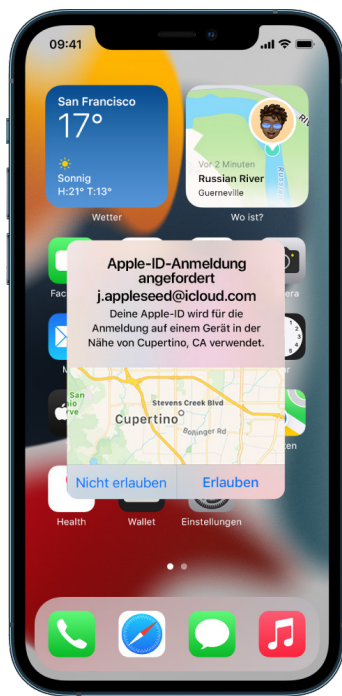 09:41
San Francisco
17°
Sonnig
H:21° T:13°
Wetter
Vor 2 Minuten
Russian River
Guerneville
Wo ist?
Apple-ID-Anmeldung
angefordert
j.appleseed@icloud.com
Deine Apple-ID wird für die
Anmeldung auf einem Gerät in der
Nähe von Cupertino, CA verwendet.
San
Stevens Creek Blvd
Cupertino
Bollinger Rd
Nicht erlauben
Erlauben
Health
Wallet
Einstellungen